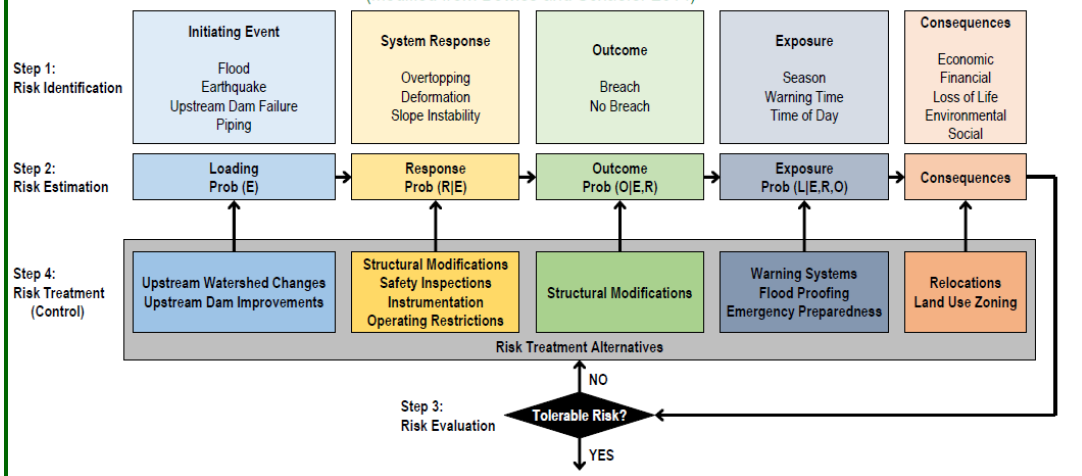 Step 1:
Risk Identification
Initiating Event
Flood
Earthquake
Upstream Dam Failure
Piping
System Response
Overtopping
Deformation
Slope Instability
Outcome
Breach
No Breach
Exposure
Season
Warning Time
Time of Day
Consequences
Economic
Financial
Loss of Life
Environmental
Social
Step 2:
Risk Estimation
Loading
Prob (E)
Response
Prob (R|E)
Outcome
Prob (O|E,R)
Exposure
Prob (L|E,R,O)
Consequences
Step 4:
Risk Treatment
(Control)
Upstream Watershed Changes
Upstream Dam Improvements
Structural Modifications
Safety Inspections
Instrumentation
Operating Restrictions
Structural Modifications
Warning Systems
Flood Proofing
Emergency Preparedness
Relocations
Land Use Zoning
Risk Treatment Alternatives
NO
Step 3:
Risk Evaluation
Tolerable Risk?
YES